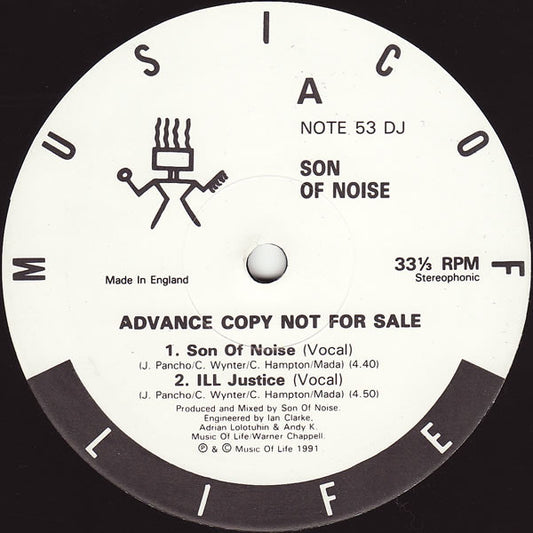 MUSIC OF LIFE
A
NOTE 53 DJ
SON
OF NOISE
Made In England
33⅓ RPM
Stereophonic
ADVANCE COPY NOT FOR SALE
1. Son Of Noise (Vocal)
(J. Pancho/C. Wynter/C. Hampton/Mada) (4.40)
2. ILL Justice (Vocal)
(J. Pancho/C. Wynter/C. Hampton/Mada) (4.50)
Produced and Mixed by Son Of Noise.
Engineered by Ian Clarke,
Adrian Lolotuhin & Andy K.
Music Of Life/Warner Chappell.
℗ & © Music Of Life 1991